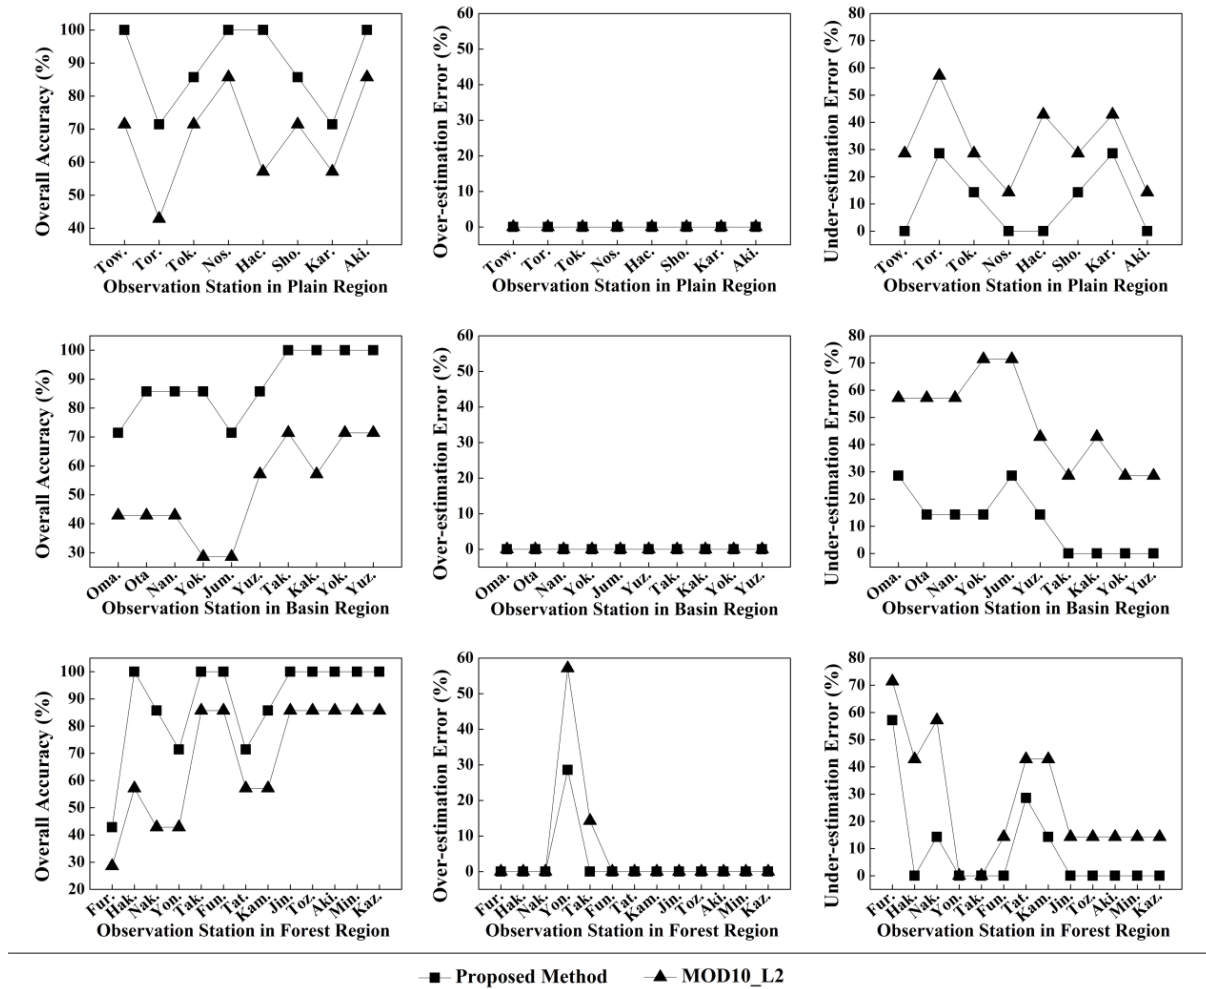 100
90
80
70
60
50
40
Overall Accuracy (%)
Tow. Tor. Tok. Nos. Hac. Sho. Kar. Aki.
Observation Station in Plain Region
60
50
40
30
20
10
0
Over-estimation Error (%)
Tow. Tor. Tok. Nos. Hac. Sho. Kar. Aki.
Observation Station in Plain Region
80
70
60
50
40
30
20
10
0
Under-estimation Error (%)
Tow. Tor. Tok. Nos. Hac. Sho. Kar. Aki.
Observation Station in Plain Region
100
90
80
70
60
50
40
30
Overall Accuracy (%)
Oma. Ota Nan. Yok. Jum. Yuz. Tak. Kak. Yok. Yuz.
Observation Station in Basin Region
60
50
40
30
20
10
0
Over-estimation Error (%)
Oma. Ota Nan. Yok. Jum. Yuz. Tak. Kak. Yok. Yuz.
Observation Station in Basin Region
80
70
60
50
40
30
20
10
0
Under-estimation Error (%)
Oma. Ota Nan. Yok. Jum. Yuz. Tak. Kak. Yok. Yuz.
Observation Station in Basin Region
100
90
80
70
60
50
40
30
20
Overall Accuracy (%)
Fur. Hak. Nak. Yon. Tak. Fun. Tat. Kam. Jin. Toz. Aki. Min. Kaz.
Observation Station in Forest Region
60
50
40
30
20
10
0
Over-estimation Error (%)
Fur. Hak. Nak. Yon. Tak. Fun. Tat. Kam. Jin. Toz. Aki. Min. Kaz.
Observation Station in Forest Region
80
70
60
50
40
30
20
10
0
Under-estimation Error (%)
Fur. Hak. Nak. Yon. Tak. Fun. Tat. Kam. Jin. Toz. Aki. Min. Kaz.
Observation Station in Forest Region
Proposed Method MOD10_L2